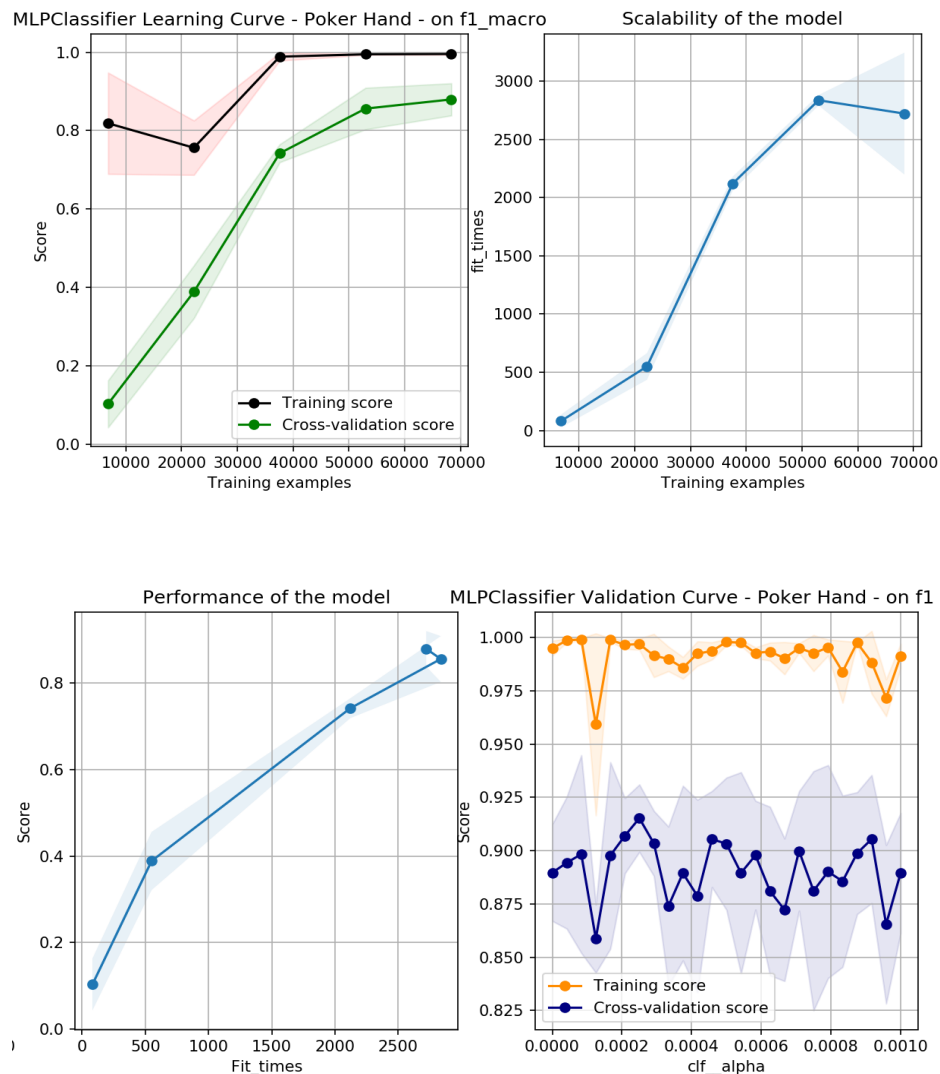 MLPClassifier Learning Curve - Poker Hand - on f1_macro
Scalability of the model
1.0
0.8
0.6
0.4
0.2
0.0
Score
Training score
Cross-validation score
10000 20000 30000 40000 50000 60000 70000
Training examples
3000
2500
2000
1500
1000
500
0
fit_times
10000 20000 30000 40000 50000 60000 70000
Training examples
Performance of the model
MLPClassifier Validation Curve - Poker Hand - on f1
0.8
0.6
0.4
0.2
0.0
Score
0 500 1000 1500 2000 2500
Fit_times
1.000
0.975
0.950
0.925
0.900
0.875
0.850
0.825
Score
Training score
Cross-validation score
0.0000 0.0002 0.0004 0.0006 0.0008 0.0010
clf__alpha